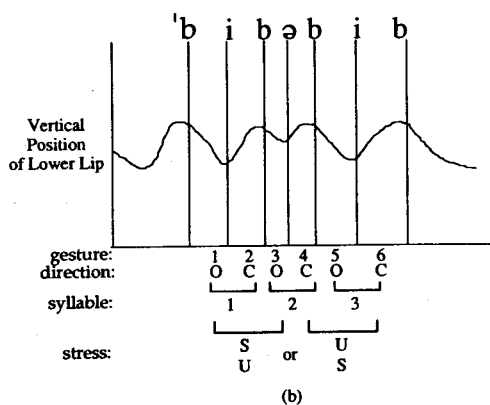 ˈb i b ə b i b
Vertical
Position
of Lower Lip
gesture: 1 2 3 4 5 6
direction: O C O C O C
syllable: 1 2 3
stress: S U or U S
(b)